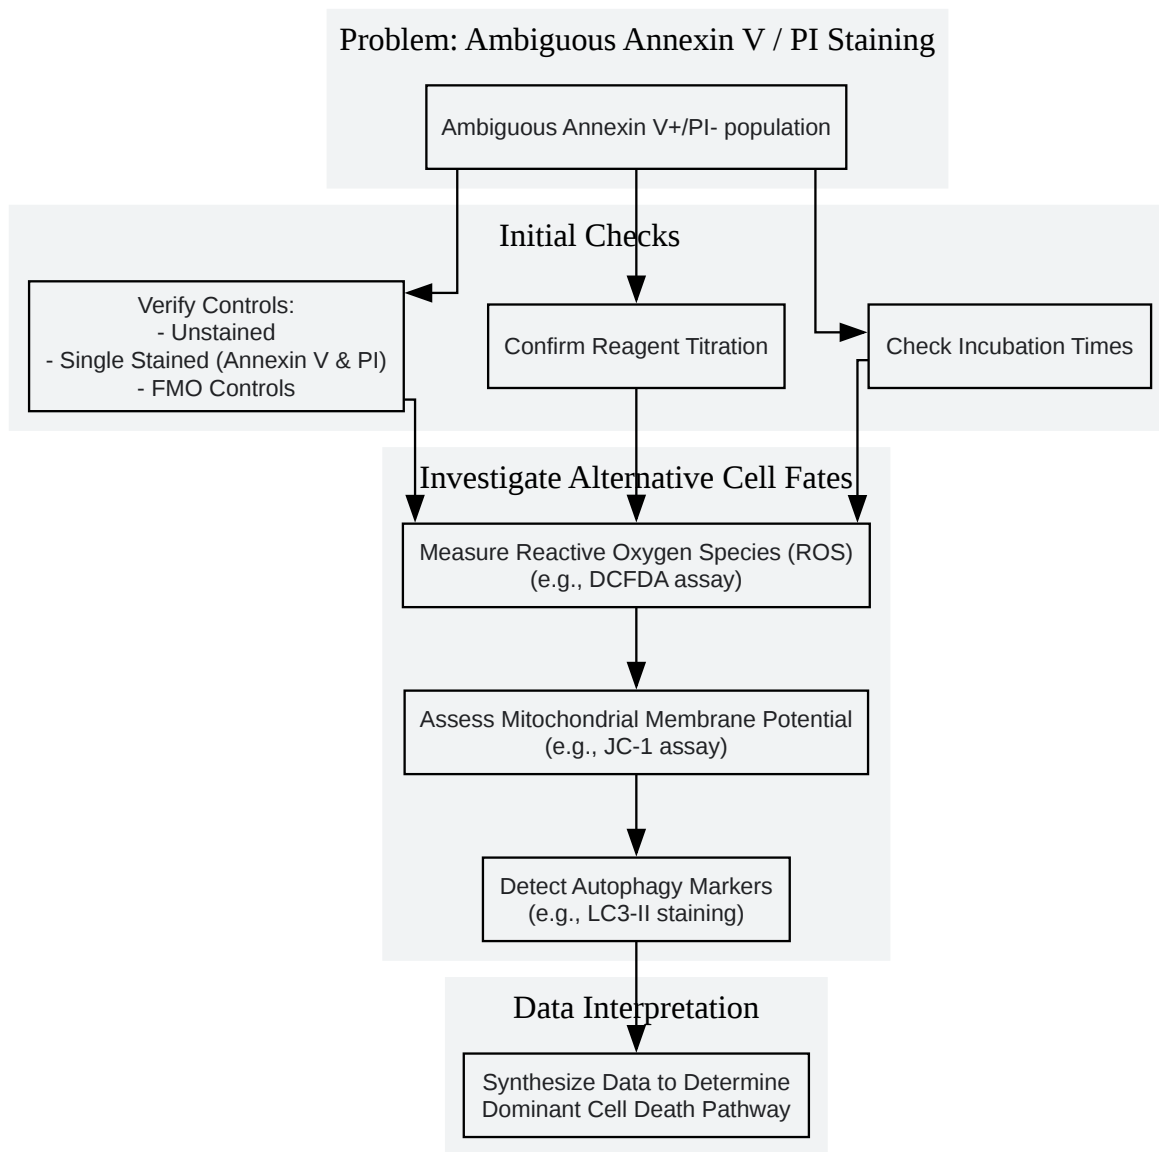 Problem: Ambiguous Annexin V / PI Staining
Ambiguous Annexin V+/PI- population
Initial Checks
Verify Controls:
- Unstained
- Single Stained (Annexin V & PI)
- FMO Controls
Confirm Reagent Titration
Check Incubation Times
Investigate Alternative Cell Fates
Measure Reactive Oxygen Species (ROS)
(e.g., DCFDA assay)
Assess Mitochondrial Membrane Potential
(e.g., JC-1 assay)
Detect Autophagy Markers
(e.g., LC3-II staining)
Data Interpretation
Synthesize Data to Determine
Dominant Cell Death Pathway